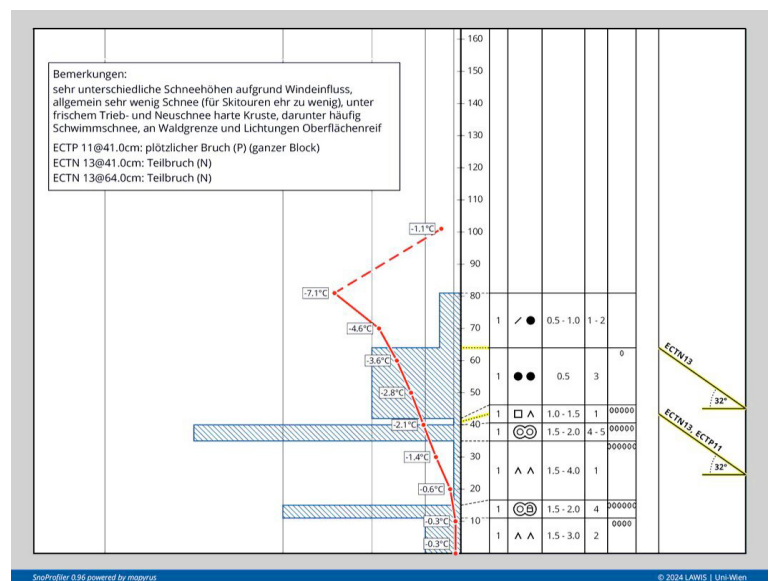 Bemerkungen:
sehr unterschiedliche Schneehöhen aufgrund Windeinfluss,
allgemein sehr wenig Schnee (für Skitouren ehr zu wenig), unter
frischem Trieb- und Neuschnee harte Kruste, darunter häufig
Schwimmschnee, an Waldgrenze und Lichtungen Oberflächenreif
ECTP 11@41.0cm: plötzlicher Bruch (P) (ganzer Block)
ECTN 13@41.0cm: Teilbruch (N)
ECTN 13@64.0cm: Teilbruch (N)
160
150
140
130
120
110
-1.1°C 100
90
-7.1°C 80
-4.6°C 70 1 0.5 - 1.0 1 - 2
-3.6°C 60 0 ECTN13
1 0.5 3
-2.8°C 50 32°
1 1.0 - 1.5 1 00000
-2.1°C 40 1 1.5 - 2.0 4 - 5 00000 ECTN13, ECTP11
000000
-1.4°C 30 1 1.5 - 4.0 1 32°
-0.6°C 20
1 1.5 - 2.0 4 000000
-0.3°C 10 0000
1 1.5 - 3.0 2
-0.3°C
SnoProfiler 0.96 powered by mapyrus © 2024 LAWIS | Uni-Wien